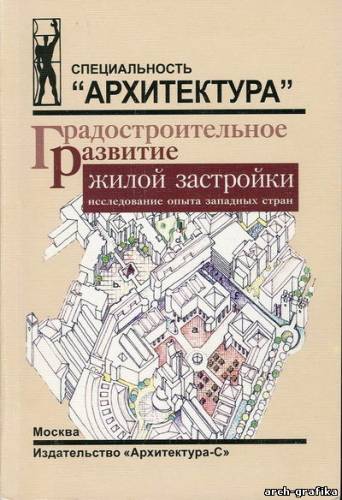 СПЕЦИАЛЬНОСТЬ
"АРХИТЕКТУРА"
Градостроительное
развитие
жилой застройки
исследование опыта западных стран
Москва
Издательство «Архитектура-С»
arch-grafika